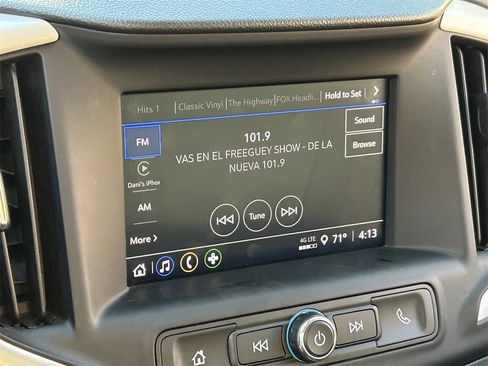 Hits 1 Classic Vinyl The Highway FOX Headli... Hold to Set >
FM
101.9
Sound
VAS EN EL FREEGUEY SHOW - DE LA
NUEVA 101.9
Browse
Dani's iPhor
AM
Tune
More >
4G LTE 71° 4:13